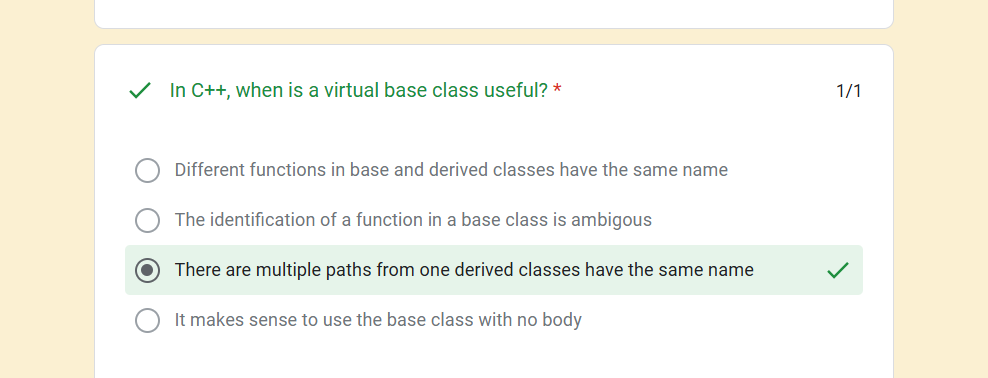 In C++, when is a virtual base class useful? * 1/1
Different functions in base and derived classes have the same name
The identification of a function in a base class is ambigous
There are multiple paths from one derived classes have the same name
It makes sense to use the base class with no body